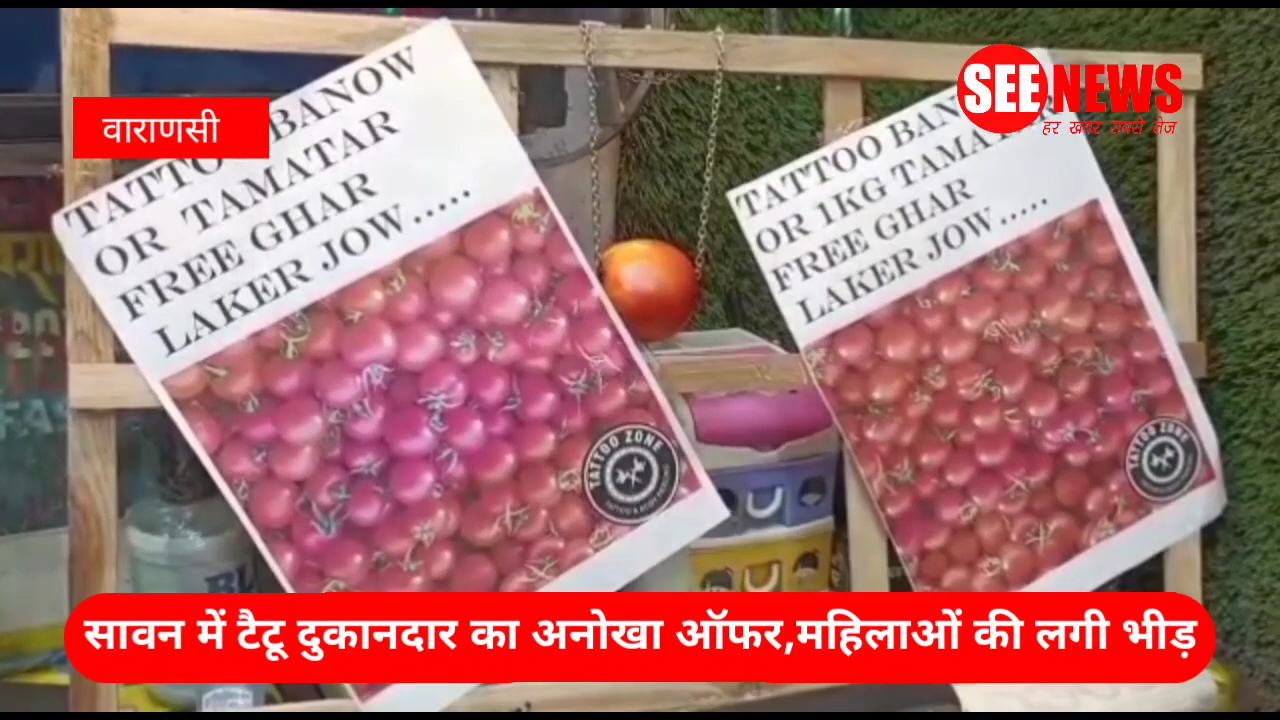 वाराणसी
SEE NEWS
हर खबर सबसे तेज
TATTOO BANOW
OR TAMATAR
FREE GHAR
LAKER JOW.....
TATTOO ZONE
TATTOO BAN
OR 1KG TAMATAR
FREE GHAR
LAKER JOW.....
TATTOO ZONE
सावन में टैटू दुकानदार का अनोखा ऑफर,महिलाओं की लगी भीड़